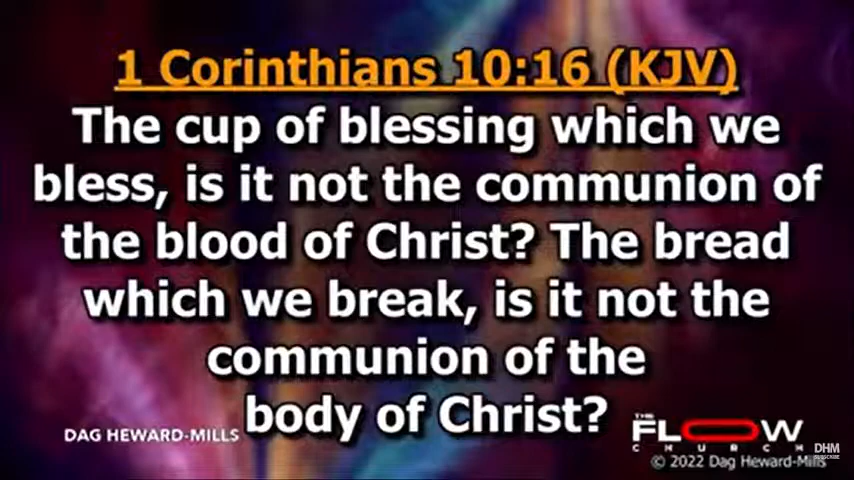 1 Corinthians 10:16 (KJV)
The cup of blessing which we
bless, is it not the communion of
the blood of Christ? The bread
which we break, is it not the
communion of the
body of Christ?
DAG HEWARD-MILLS
THE
FLOW
CHURCH
DHM
SUBSCRIBE
© 2022 Dag Heward-Mills